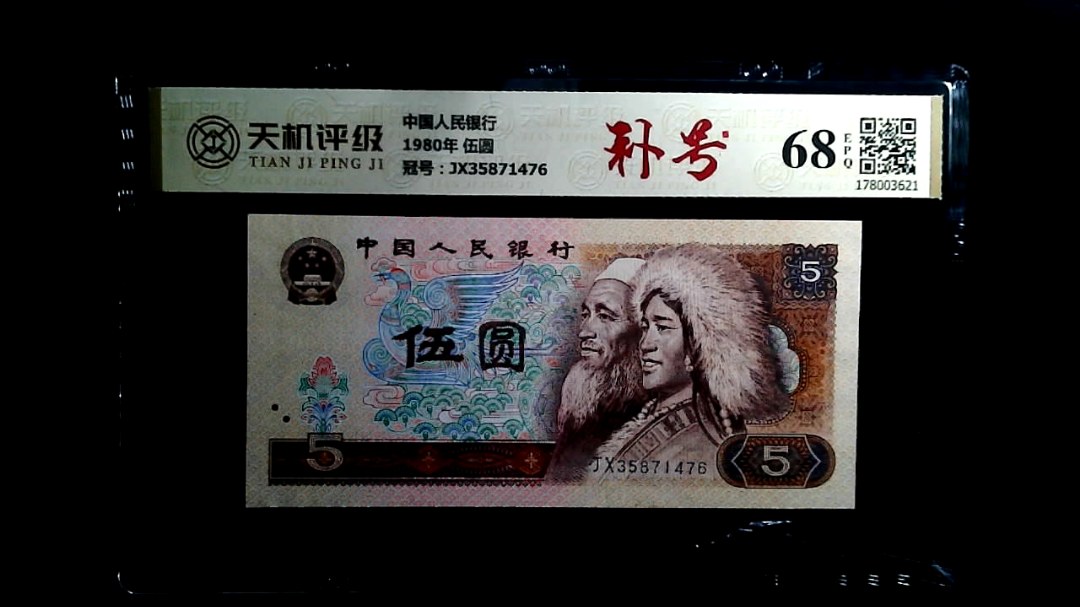 天机评级
TIAN JI PING JI
中国人民银行
1980年 伍圆
冠号：JX35871476
补号
68
EPQ
178003621
中国人民银行
5
伍圆
5
JX35871476
5